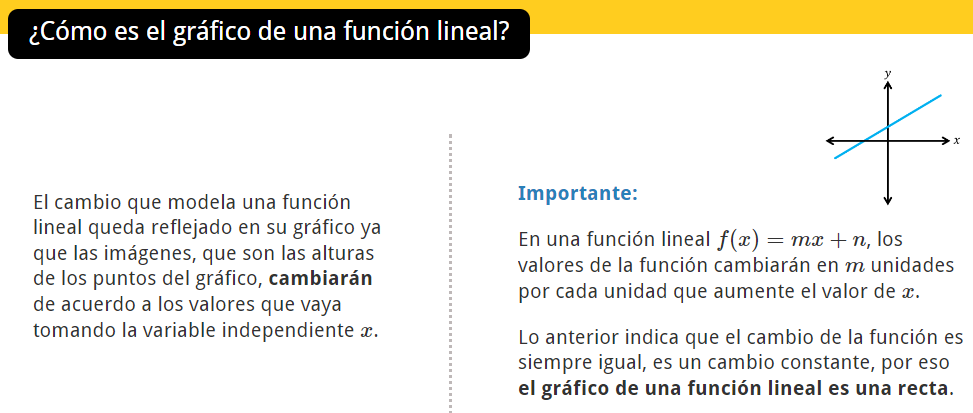 ¿Cómo es el gráfico de una función lineal?
El cambio que modela una función
lineal queda reflejado en su gráfico ya
que las imágenes, que son las alturas
de los puntos del gráfico, cambiarán
de acuerdo a los valores que vaya
tomando la variable independiente x.
y
x
Importante:
En una función lineal f(x) = mx + n, los
valores de la función cambiarán en m unidades
por cada unidad que aumente el valor de x.
Lo anterior indica que el cambio de la función es
siempre igual, es un cambio constante, por eso
el gráfico de una función lineal es una recta.